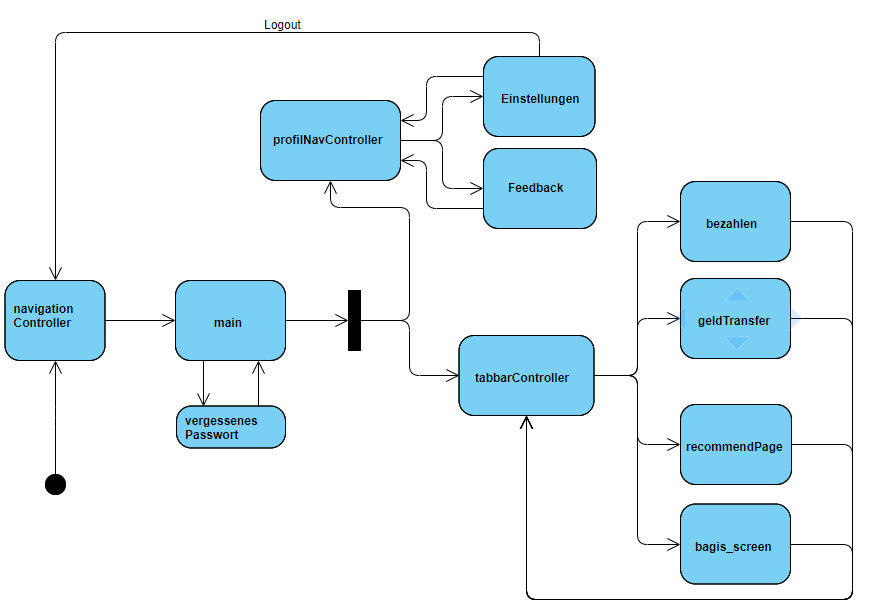 Logout
Einstellungen
profilNavController
Feedback
bezahlen
navigation
Controller
main
geldTransfer
tabbarController
vergessenes
Passwort
recommendPage
bagis_screen